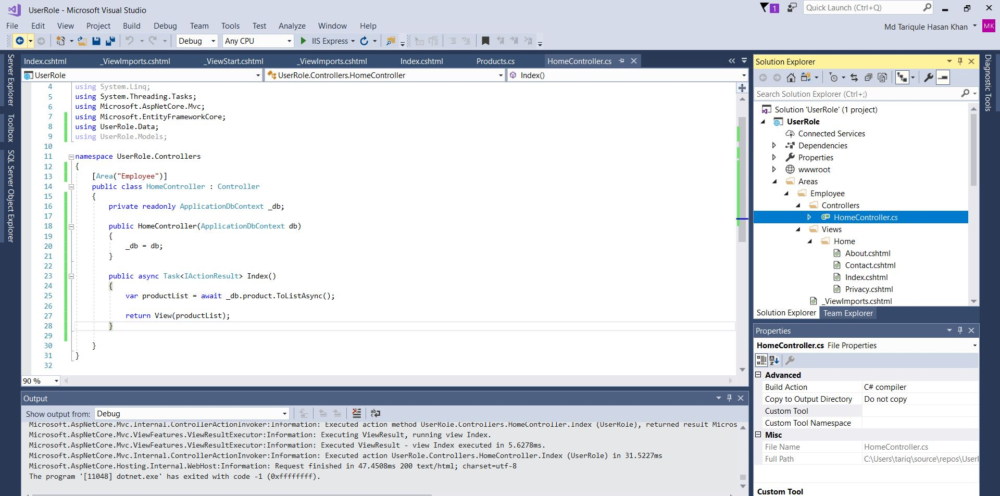 UserRole - Microsoft Visual Studio
1
Quick Launch (Ctrl+Q)
File Edit View Project Build Debug Team Tools Test Analyze Window Help
Md Tariqule Hasan Khan MK
Debug Any CPU IIS Express
Server Explorer
Toolbox
SQL Server Object Explorer
Index.cshtml _ViewImports.cshtml _ViewStart.cshtml _ViewImports.cshtml Index.cshtml Products.cs HomeController.cs
UserRole UserRole.Controllers.HomeController Index()
4 using System.Linq;
5 using System.Threading.Tasks;
6 using Microsoft.AspNetCore.Mvc;
7 using Microsoft.EntityFrameworkCore;
8 using UserRole.Data;
9 using UserRole.Models;
10
11 namespace UserRole.Controllers
12 {
13 [Area("Employee")]
14 public class HomeController : Controller
15 {
16 private readonly ApplicationDbContext _db;
17
18 public HomeController(ApplicationDbContext db)
19 {
20 _db = db;
21 }
22
23 public async Task<IActionResult> Index()
24 {
25 var productList = await _db.product.ToListAsync();
26
27 return View(productList);
28 }
29
30 }
31 }
32
90 %
Output
Show output from: Debug
Microsoft.AspNetCore.Mvc.Internal.ControllerActionInvoker:Information: Executed action method UserRole.Controllers.HomeController.Index (UserRole), returned result Micros
Microsoft.AspNetCore.Mvc.ViewFeatures.ViewResultExecutor:Information: Executing ViewResult, running view Index.
Microsoft.AspNetCore.Mvc.ViewFeatures.ViewResultExecutor:Information: Executed ViewResult - view Index executed in 5.6278ms.
Microsoft.AspNetCore.Mvc.Internal.ControllerActionInvoker:Information: Executed action UserRole.Controllers.HomeController.Index (UserRole) in 31.5227ms
Microsoft.AspNetCore.Hosting.Internal.WebHost:Information: Request finished in 47.4508ms 200 text/html; charset=utf-8
The program '[11048] dotnet.exe' has exited with code -1 (0xffffffff).
Solution Explorer
Search Solution Explorer (Ctrl+;)
Solution 'UserRole' (1 project)
UserRole
Connected Services
Dependencies
Properties
wwwroot
Areas
Employee
Controllers
HomeController.cs
Views
Home
About.cshtml
Contact.cshtml
Index.cshtml
Privacy.cshtml
_ViewImports.cshtml
Solution Explorer Team Explorer
Properties
HomeController.cs File Properties
Advanced
Build Action C# compiler
Copy to Output Directory Do not copy
Custom Tool
Custom Tool Namespace
Misc
File Name HomeController.cs
Full Path C:\Users\tariq\source\repos\UserI
Custom Tool
Diagnostic Tools